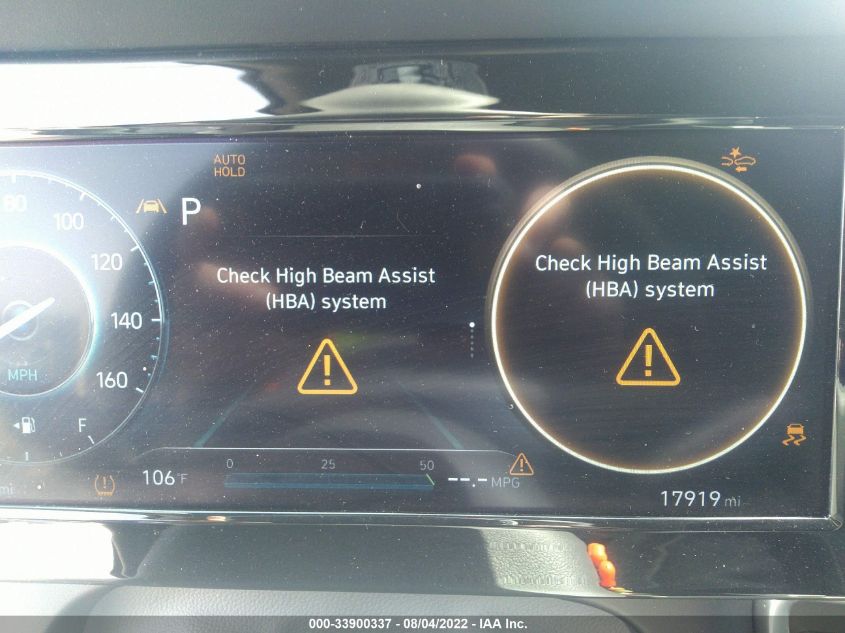 AUTO
HOLD
80
100
120
140
160
MPH
F
P
Check High Beam Assist
(HBA) system
Check High Beam Assist
(HBA) system
mi
106°F
0
25
50
--.- MPG
17919 mi
000-33900337 - 08/04/2022 - IAA Inc.